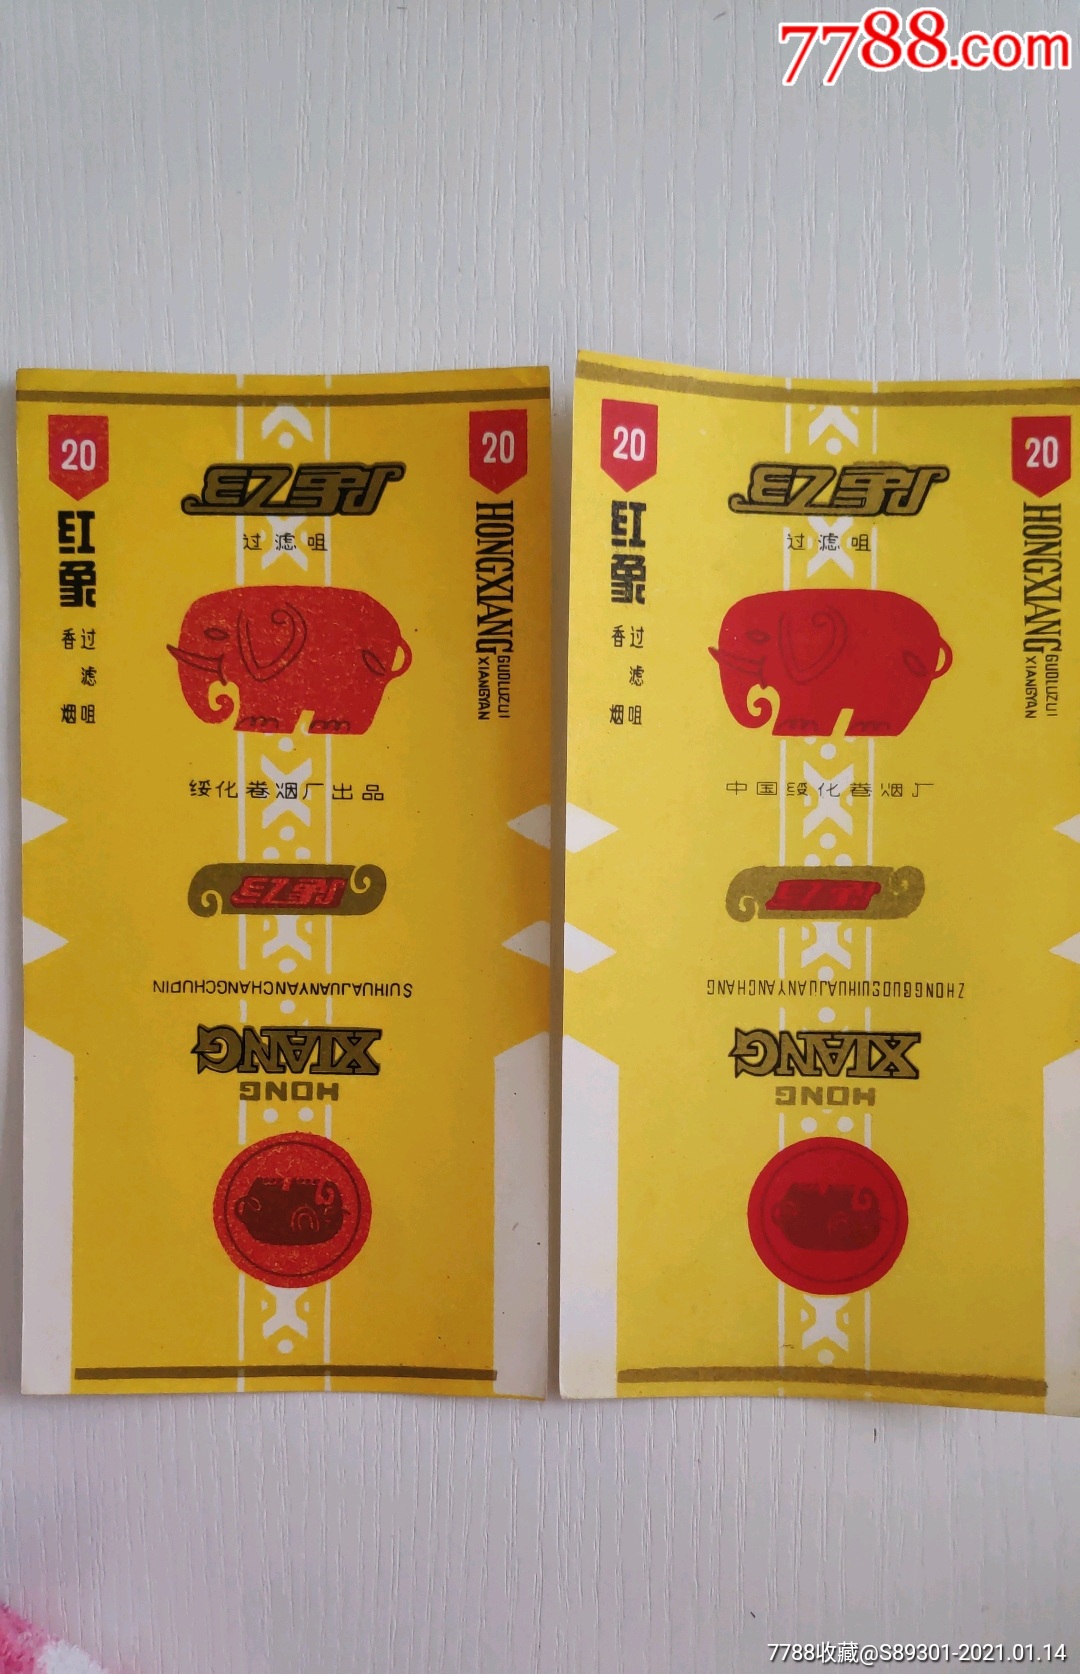 7788.com
20
红象
过滤咀
香烟
20
HONGXIANG
GUOLUZUI
XIANGYAN
红象
过滤咀
绥化卷烟厂出品
红象
SUIHUAJUANYANCHANGCHUPIN
XIANG
HONG
20
红象
过滤咀
香烟
20
HONGXIANG
GUOLUZUI
XIANGYAN
红象
过滤咀
中国绥化卷烟厂
红象
ZHONGGUOSUIHUAJUANYANCHANG
XIANG
HONG
7788收藏@S89301-2021.01.14